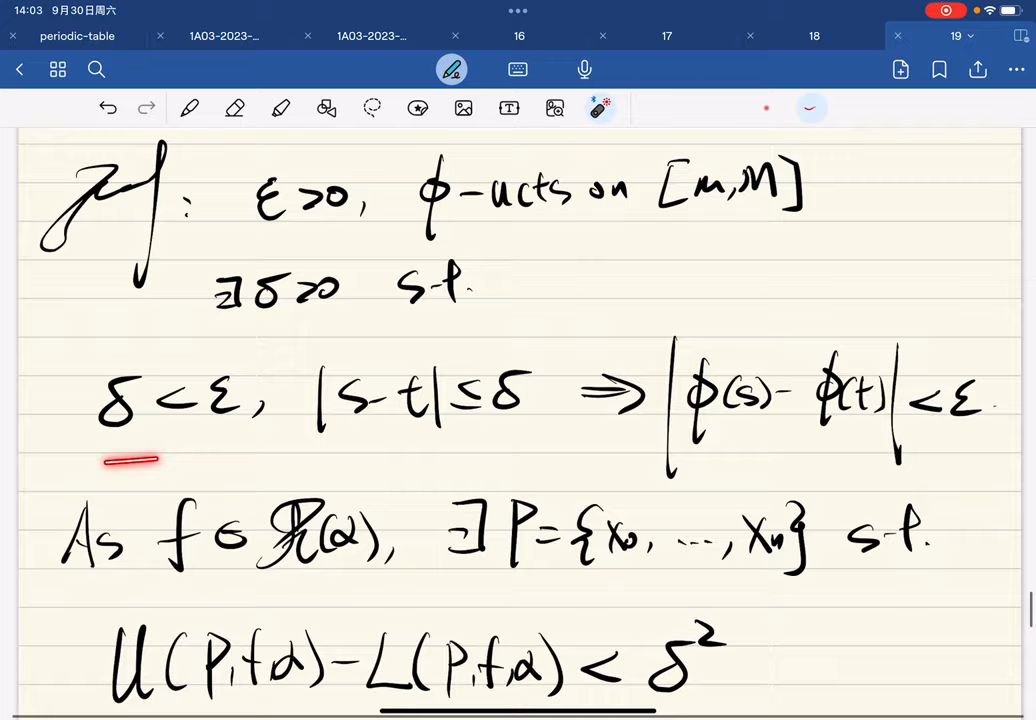 14:03 9月30日周六
periodic-table 1A03-2023-... 1A03-2023-... 16 17 18 19
T
ε>0, φ-ucts on [m,M]
∃ δ>0 s-t.
δ < ε, |s-t| ≤ δ ⟹ |φ(s) - φ(t)| < ε.
As f ∈ R(α), ∃ P = {x₀, ..., xₙ} s-t.
U(P,f,α) - L(P,f,α) < δ²